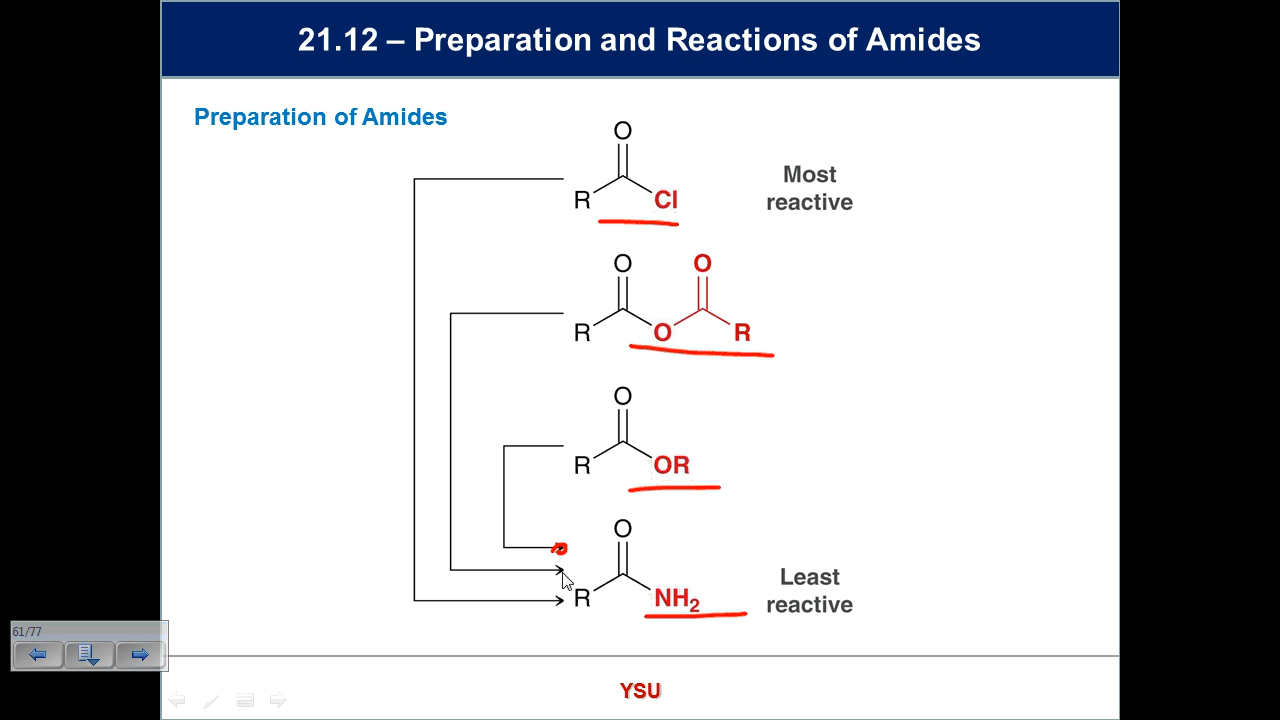 21.12 – Preparation and Reactions of Amides
Preparation of Amides
O
Most
reactive
R
Cl
O
O
R
O
R
O
R
OR
O
Least
reactive
R
NH2
61/77
YSU